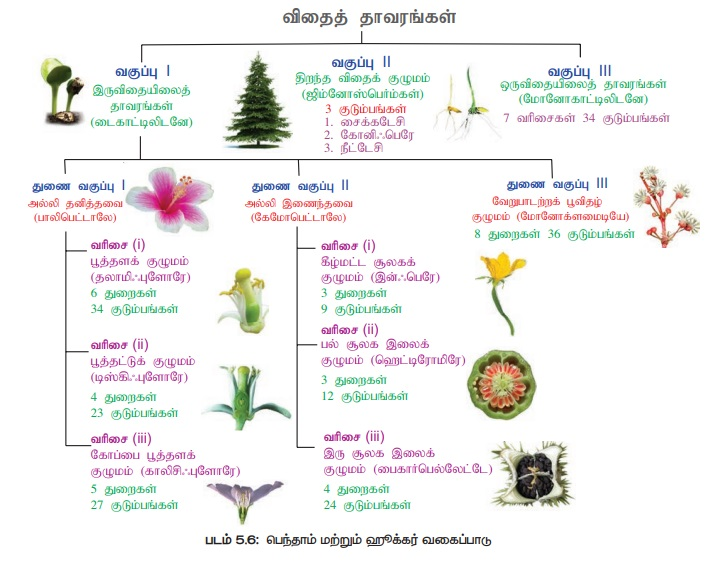 விதைத் தாவரங்கள்
வகுப்பு I
இருவிதையிலைத்
தாவரங்கள்
(டைகாட்டிலிடனே)
வகுப்பு II
திறந்த விதைக் குழுமம்
(ஜிம்னோஸ்பெர்ம்கள்)
3 குடும்பங்கள்
1. சைக்கடேசி
2. கோனிஃபெரே
3. நீட்டேசி
வகுப்பு III
ஒருவிதையிலைத் தாவரங்கள்
(மோனோகாட்டிலிடனே)
7 வரிசைகள் 34 குடும்பங்கள்
துணை வகுப்பு I
அல்லி தனித்தவை
(பாலிபெட்டாலே)
வரிசை (i)
பூத்தளக் குழுமம்
(தலாமிஃபுளோரே)
6 துறைகள்
34 குடும்பங்கள்
வரிசை (ii)
பூத்தட்டுக் குழுமம்
(டிஸ்கிஃபுளோரே)
4 துறைகள்
23 குடும்பங்கள்
வரிசை (iii)
கோப்பை பூத்தளக்
குழுமம் (காலிசிஃபுளோரே)
5 துறைகள்
27 குடும்பங்கள்
துணை வகுப்பு II
அல்லி இணைந்தவை
(கேமோபெட்டாலே)
வரிசை (i)
கீழ்மட்ட சூலகக்
குழுமம் (இன்ஃபெரே)
3 துறைகள்
9 குடும்பங்கள்
வரிசை (ii)
பல் சூலக இலைக்
குழுமம் (ஹெட்டிரோமிரே)
3 துறைகள்
12 குடும்பங்கள்
வரிசை (iii)
இரு சூலக இலைக்
குழுமம் (பைகார்பெல்லேட்டே)
4 துறைகள்
24 குடும்பங்கள்
துணை வகுப்பு III
வேறுபாடற்றக் பூவிதழ்
குழுமம் (மோனோக்ளமைடியே)
8 துறைகள் 36 குடும்பங்கள்
படம் 5.6: பெந்தாம் மற்றும் ஹூக்கர் வகைப்பாடு